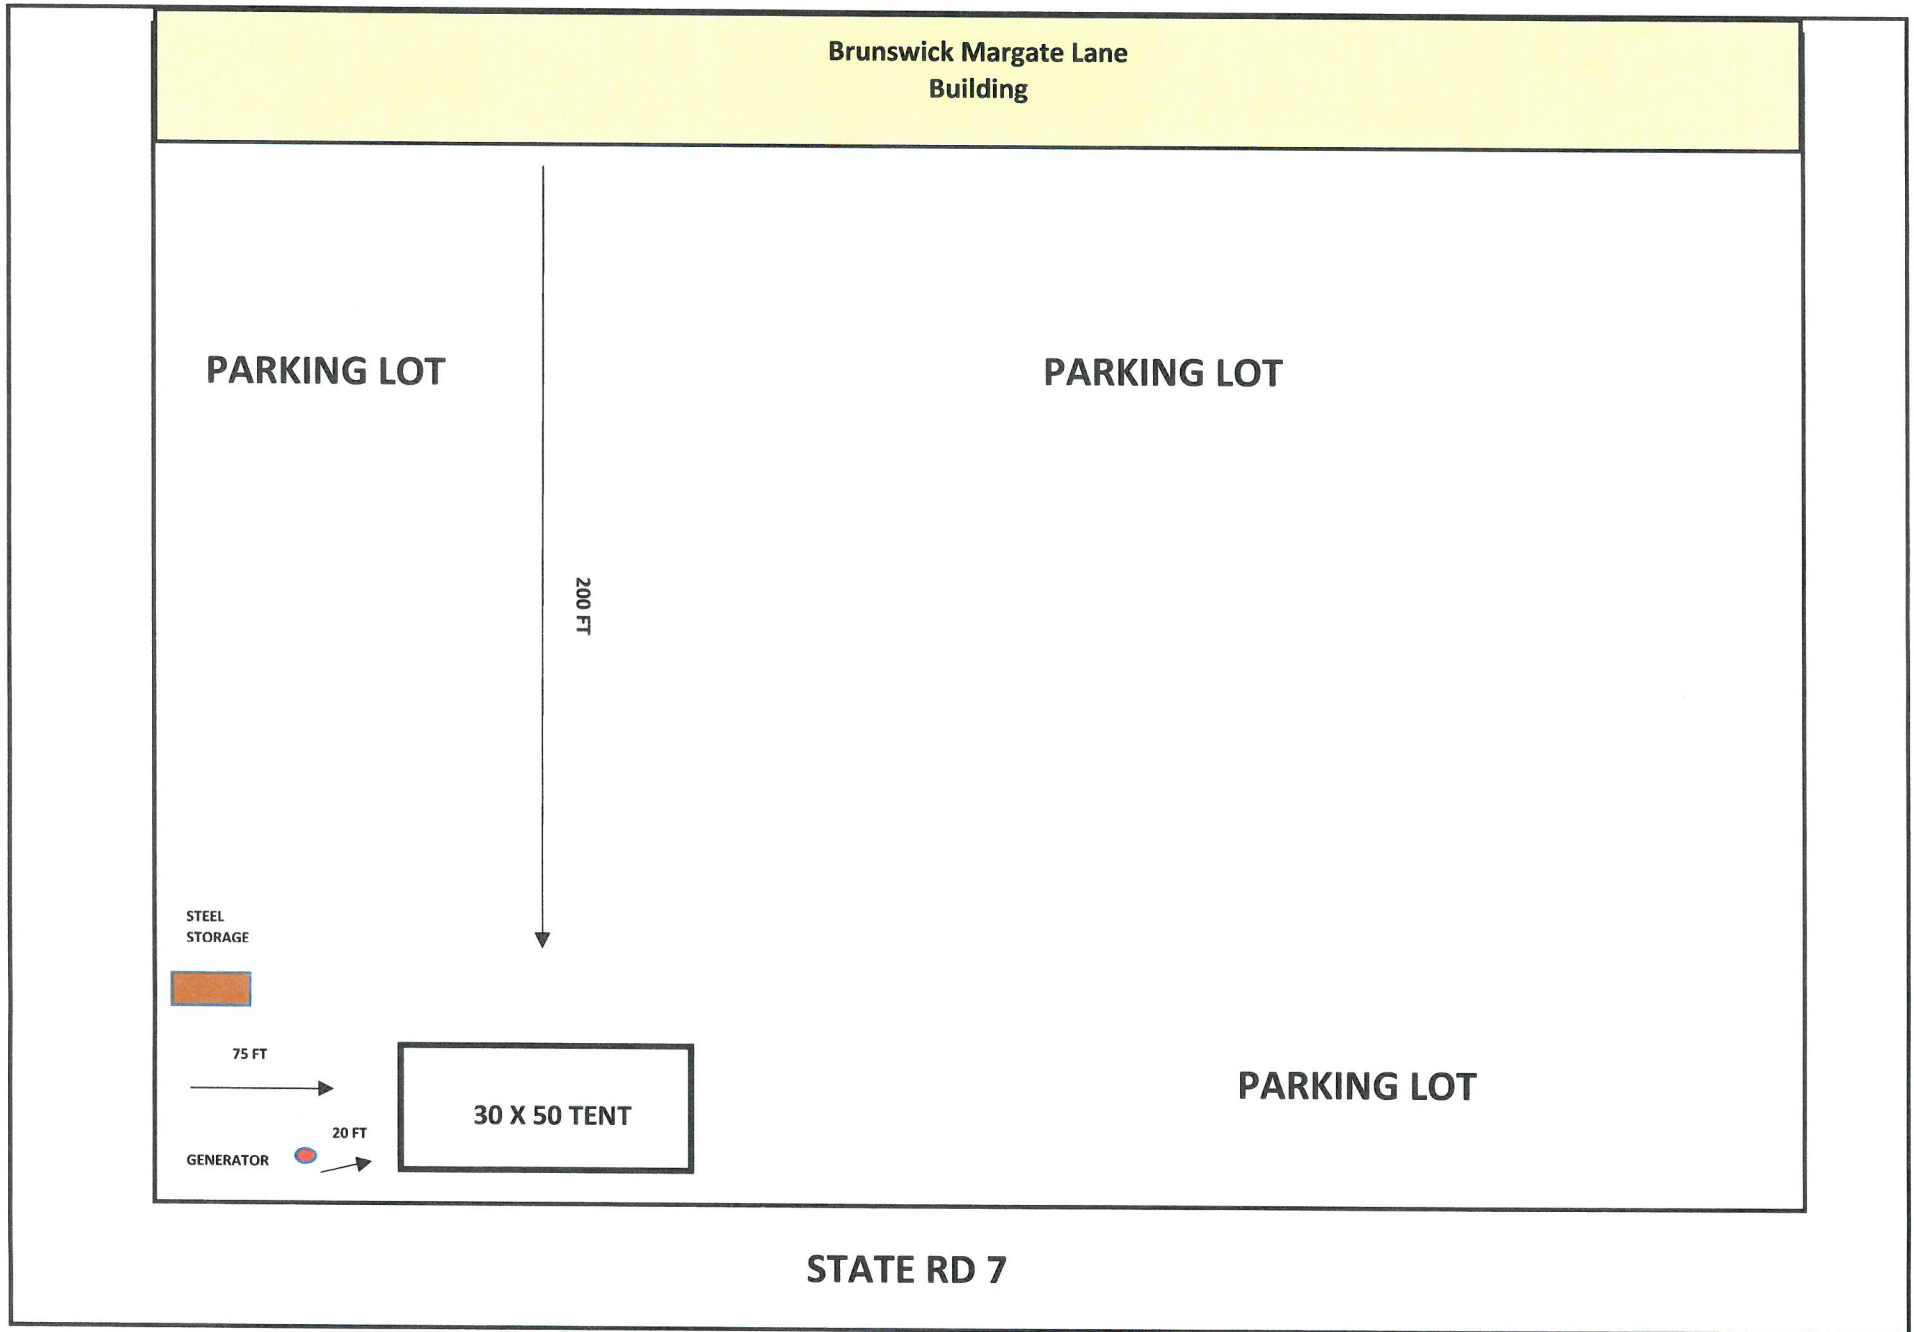 Brunswick Margate Lane
Building
PARKING LOT
PARKING LOT
200 FT
STEEL
STORAGE
75 FT
30 X 50 TENT
20 FT
GENERATOR
PARKING LOT
STATE RD 7